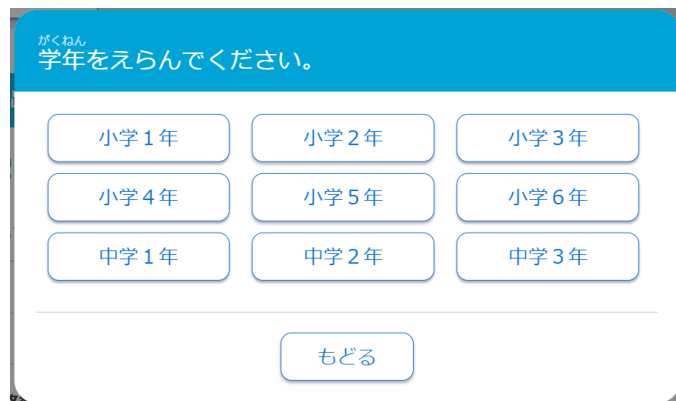 がくねん
学年をえらんでください。
小学1年 小学2年 小学3年
小学4年 小学5年 小学6年
中学1年 中学2年 中学3年
もどる